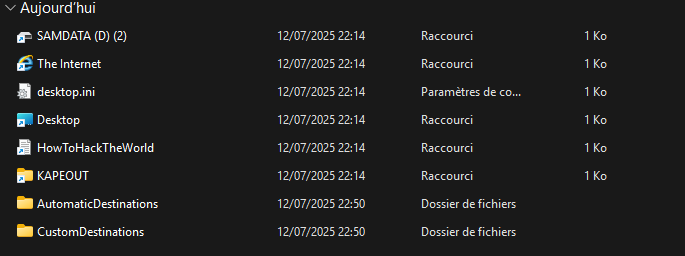 Aujourd'hui
SAMDATA (D) (2) 12/07/2025 22:14 Raccourci 1 Ko
The Internet 12/07/2025 22:14 Raccourci 1 Ko
desktop.ini 12/07/2025 22:14 Paramètres de co... 1 Ko
Desktop 12/07/2025 22:14 Raccourci 1 Ko
HowToHackTheWorld 12/07/2025 22:14 Raccourci 1 Ko
KAPEOUT 12/07/2025 22:14 Raccourci 1 Ko
AutomaticDestinations 12/07/2025 22:50 Dossier de fichiers
CustomDestinations 12/07/2025 22:50 Dossier de fichiers